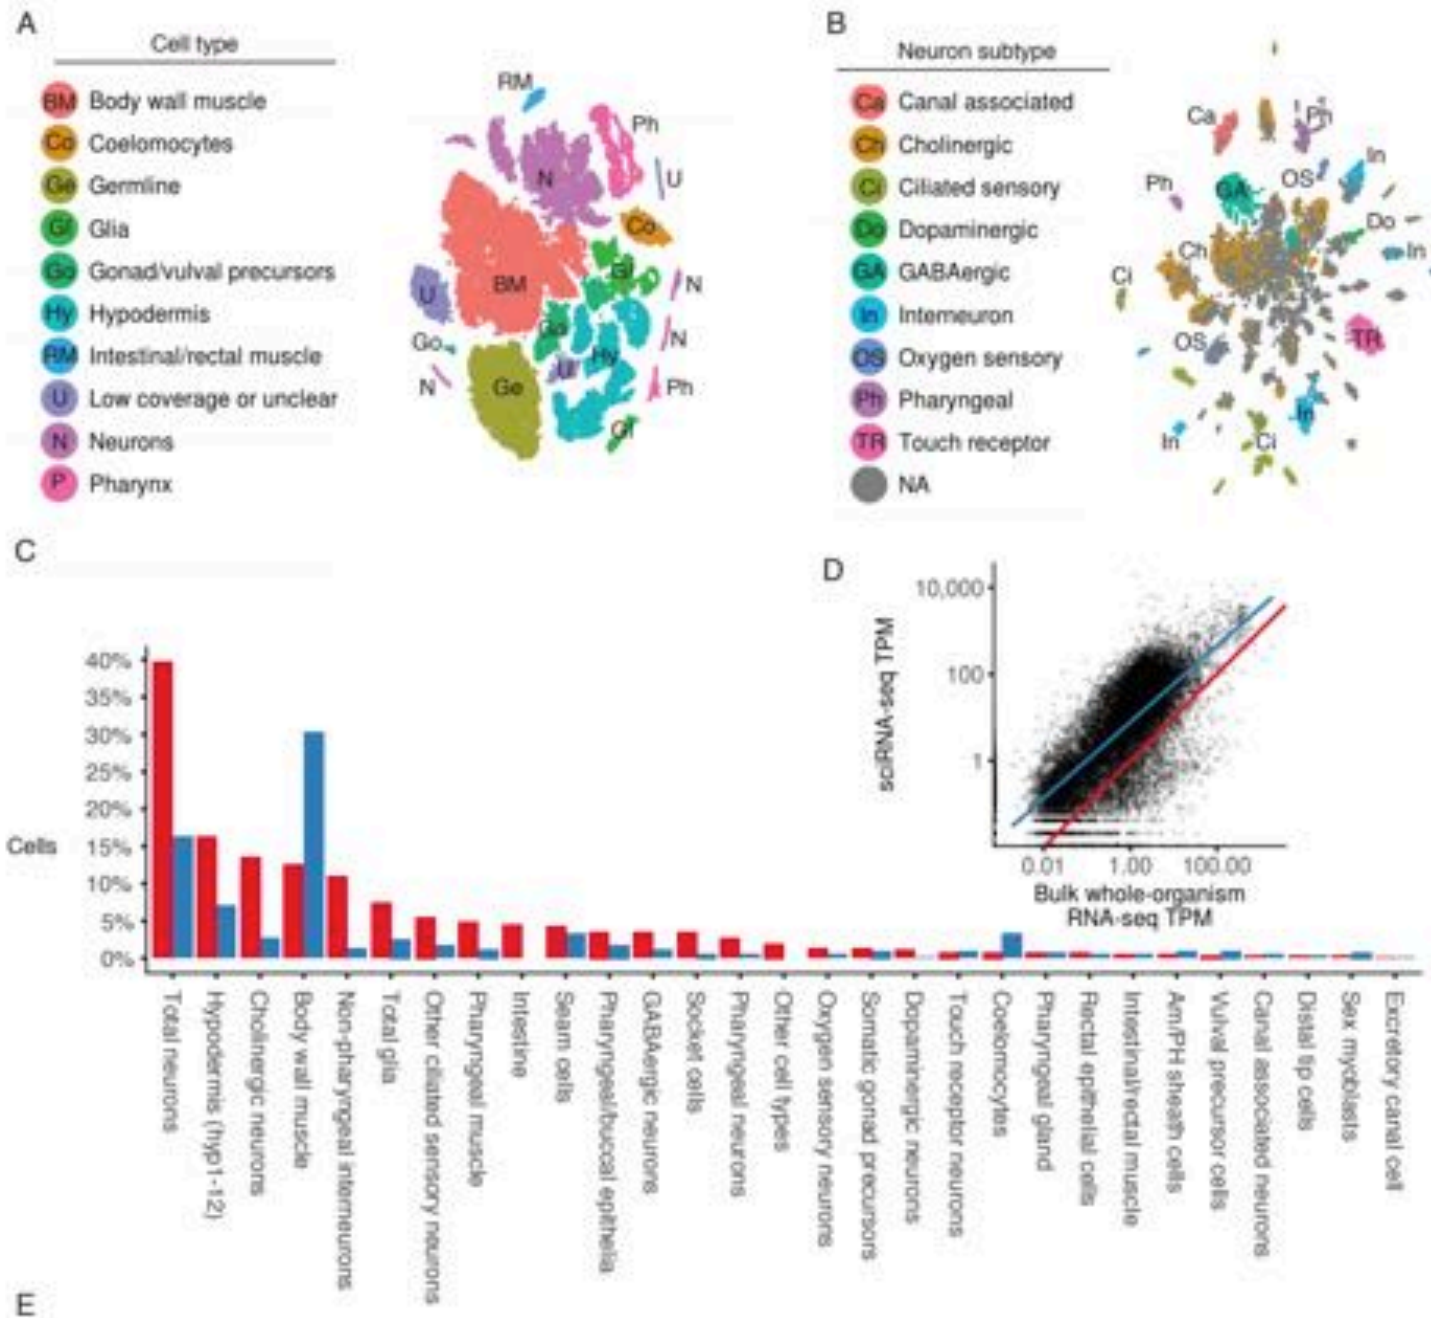 A
Cell type
BM Body wall muscle
Co Coelomocytes
Ge Germline
Gl Glia
Go Gonad/vulval precursors
Hy Hypodermis
RM Intestinal/rectal muscle
U Low coverage or unclear
N Neurons
P Pharynx
RM
Ph
N
U
Co
Gl
BM
U
N
Go
Go
N
Hy
U
N
Ge
Ph
Gl
B
Neuron subtype
Ca Canal associated
Ch Cholinergic
Ci Ciliated sensory
Do Dopaminergic
GA GABAergic
In Interneuron
OS Oxygen sensory
Ph Pharyngeal
TR Touch receptor
NA
Ca
Ph
In
Ph
GA
OS
Do
Ch
In
Ci
OS
TR
In
In
Ci
C
40%
35%
30%
25%
20%
15%
10%
5%
0%
Cells
Total neurons
Hypodermis (hyp1-12)
Cholinergic neurons
Body wall muscle
Non-pharyngeal interneurons
Total glia
Other ciliated sensory neurons
Pharyngeal muscle
Intestine
Seam cells
Pharyngeal/buccal epithelia
GABAergic neurons
Socket cells
Pharyngeal neurons
Other cell types
Oxygen sensory neurons
Somatic gonad precursors
Dopaminergic neurons
Touch receptor neurons
Coelomocytes
Pharyngeal gland
Rectal epithelial cells
Intestinal/rectal muscle
Am/PH sheath cells
Vulval precursor cells
Canal associated neurons
Distal tip cells
Sex myoblasts
Excretory canal cell
D
10,000
100
1
sciRNA-seq
TPM
0.01 1.00 100.00
Bulk whole-organism
RNA-seq TPM
E